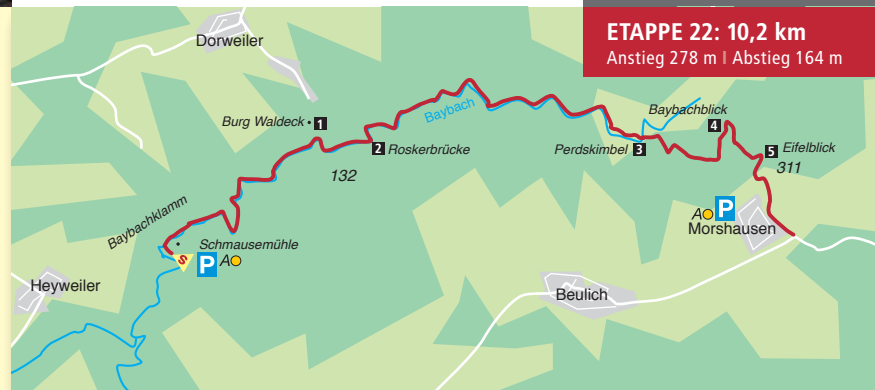 ETAPPE 22: 10,2 km
Anstieg 278 m | Abstieg 164 m
Dorweiler
Baybachblick
4
Baybach
Burg Waldeck
1
2
Roskerbrücke
Perdskimbel
3
5
Eifelblick
311
132
A
P
Morshausen
Baybachklamm
Schmausemühle
S
P
A
Heyweiler
Beulich